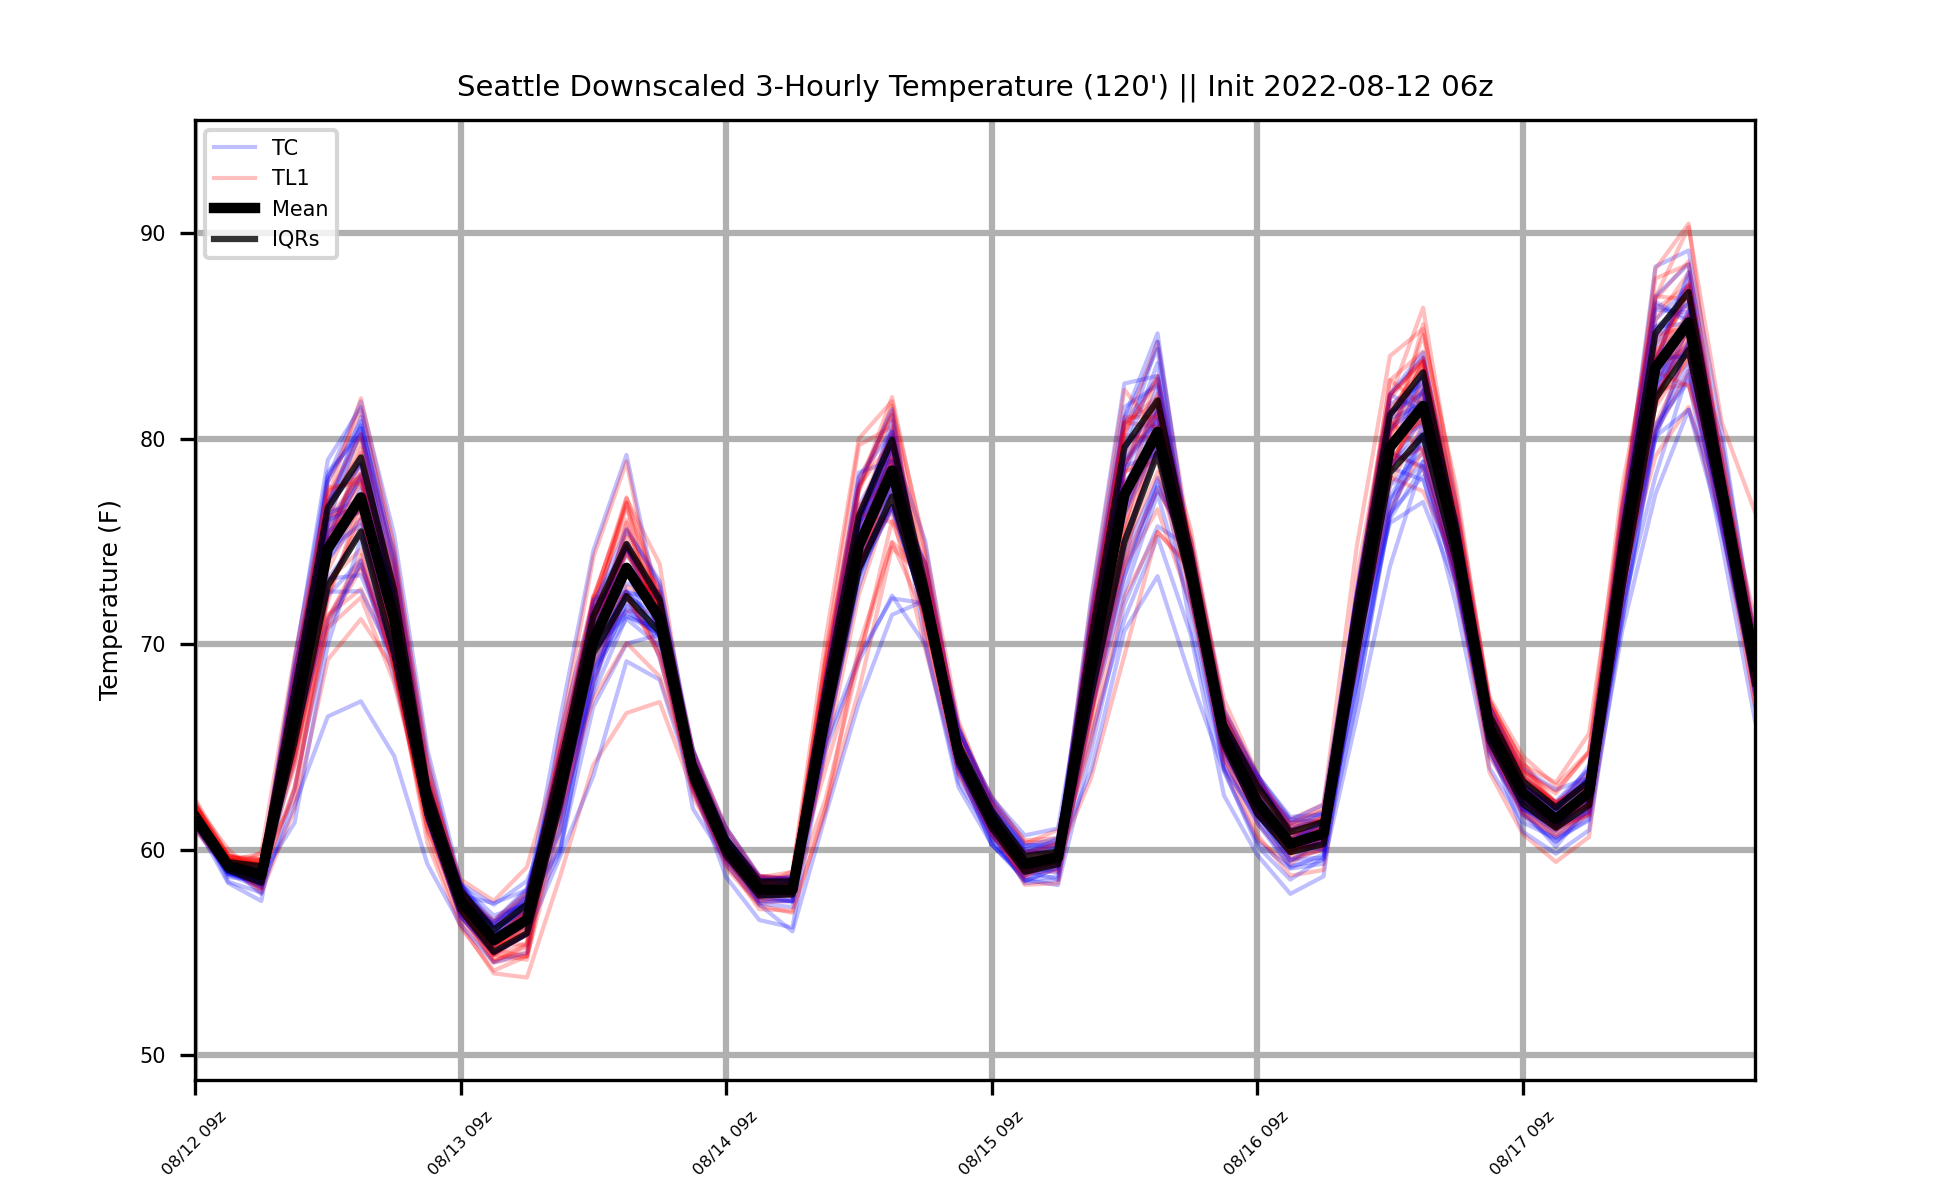 Seattle Downscaled 3-Hourly Temperature (120') || Init 2022-08-12 06z
TC
TL1
Mean
IQRs
Temperature (F)
90
80
70
60
50
08/12 09z
08/13 09z
08/14 09z
08/15 09z
08/16 09z
08/17 09z